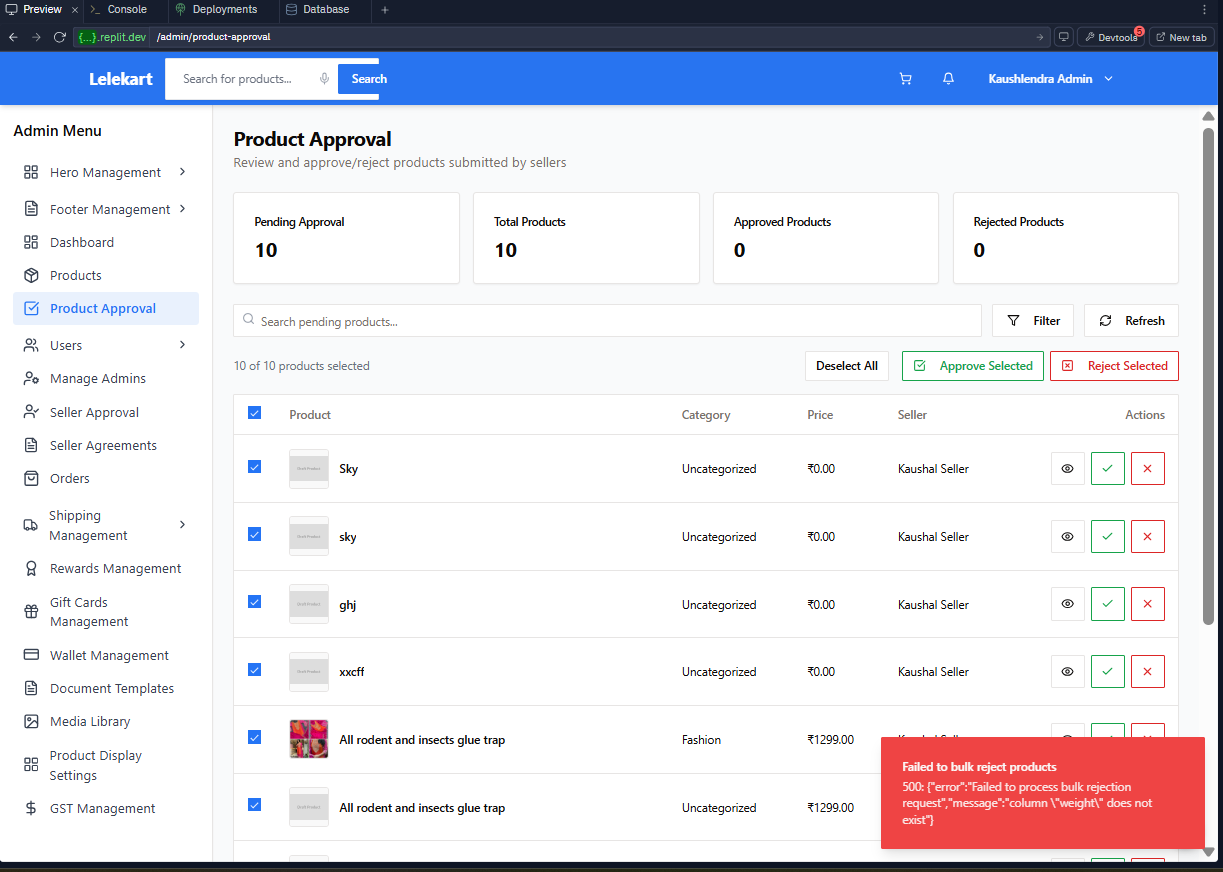 Preview
Console
Deployments
Database
{...}.replit.dev /admin/product-approval
Devtools 5
New tab
Lelekart
Search for products...
Search
Kaushlendra Admin
Admin Menu
Hero Management
Footer Management
Dashboard
Products
Product Approval
Users
Manage Admins
Seller Approval
Seller Agreements
Orders
Shipping
Management
Rewards Management
Gift Cards
Management
Wallet Management
Document Templates
Media Library
Product Display
Settings
GST Management
Product Approval
Review and approve/reject products submitted by sellers
Pending Approval
10
Total Products
10
Approved Products
0
Rejected Products
0
Search pending products...
Filter
Refresh
10 of 10 products selected
Deselect All
Approve Selected
Reject Selected
Product Category Price Seller Actions
Sky Uncategorized ₹0.00 Kaushal Seller
sky Uncategorized ₹0.00 Kaushal Seller
ghj Uncategorized ₹0.00 Kaushal Seller
xxcff Uncategorized ₹0.00 Kaushal Seller
All rodent and insects glue trap Fashion ₹1299.00
All rodent and insects glue trap Uncategorized ₹1299.00
Failed to bulk reject products
500: {"error":"Failed to process bulk rejection
request","message":"column \"weight\" does not
exist"}